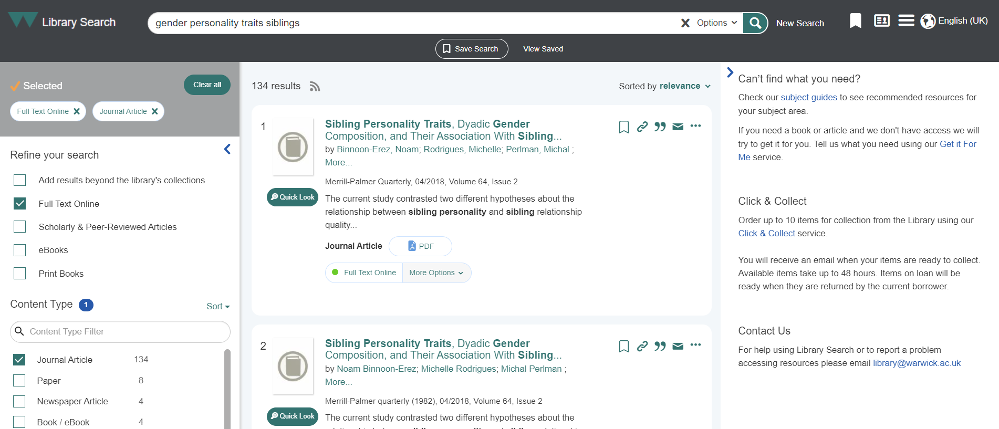 Library Search
gender personality traits siblings
Options
New Search
English (UK)
Save Search
View Saved
Selected
Clear all
Full Text Online
Journal Article
Refine your search
Add results beyond the library's collections
Full Text Online
Scholarly & Peer-Reviewed Articles
eBooks
Print Books
Content Type 1
Sort
Content Type Filter
Journal Article 134
Paper 8
Newspaper Article 4
Book / eBook 4
134 results
Sorted by relevance
1
Sibling Personality Traits, Dyadic Gender
Composition, and Their Association With Sibling...
by Binnoon-Erez, Noam; Rodrigues, Michelle; Perlman, Michal ;
More...
Merrill-Palmer Quarterly, 04/2018, Volume 64, Issue 2
Quick Look
The current study contrasted two different hypotheses about the
relationship between sibling personality and sibling relationship
quality...
Journal Article
PDF
Full Text Online
More Options
2
Sibling Personality Traits, Dyadic Gender
Composition, and Their Association With Sibling...
by Noam Binnoon-Erez; Michelle Rodrigues; Michal Perlman ;
More...
Merrill-Palmer quarterly (1982), 04/2018, Volume 64, Issue 2
Quick Look
The current study contrasted two different hypotheses about the
Can't find what you need?
Check our subject guides to see recommended resources for
your subject area.
If you need a book or article and we don't have access we will
try to get it for you. Tell us what you need using our Get it For
Me service.
Click & Collect
Order up to 10 items for collection from the Library using our
Click & Collect service.
You will receive an email when your items are ready to collect.
Available items take up to 48 hours. Items on loan will be
ready when they are returned by the current borrower.
Contact Us
For help using Library Search or to report a problem
accessing resources please email library@warwick.ac.uk